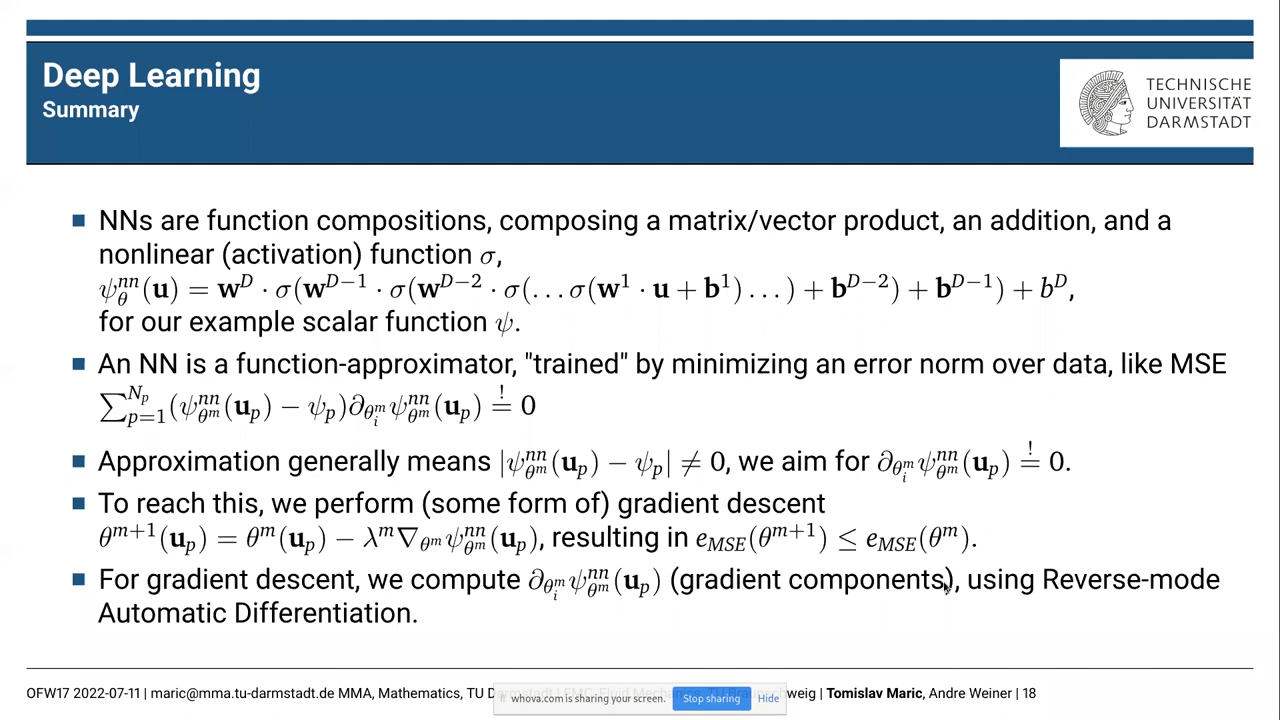 Deep Learning
Summary
TECHNISCHE
UNIVERSITÄT
DARMSTADT
■ NNs are function compositions, composing a matrix/vector product, an addition, and a
nonlinear (activation) function σ,
ψ_θ^{nn}(𝐮) = 𝐰^D · σ(𝐰^{D−1} · σ(𝐰^{D−2} · σ(… σ(𝐰^1 · 𝐮 + 𝐛^1) …) + 𝐛^{D−2}) + 𝐛^{D−1}) + b^D,
for our example scalar function ψ.
■ An NN is a function-approximator, "trained" by minimizing an error norm over data, like MSE
∑_{p=1}^{N_p}(ψ_{θ^m}^{nn}(𝐮_p) − ψ_p)∂_{θ_i^m}ψ_{θ^m}^{nn}(𝐮_p) =^! 0
■ Approximation generally means |ψ_{θ^m}^{nn}(𝐮_p) − ψ_p| ≠ 0, we aim for ∂_{θ_i^m}ψ_{θ^m}^{nn}(𝐮_p) =^! 0.
■ To reach this, we perform (some form of) gradient descent
θ^{m+1}(𝐮_p) = θ^m(𝐮_p) − λ^m∇_{θ^m}ψ_{θ^m}^{nn}(𝐮_p), resulting in e_{MSE}(θ^{m+1}) ≤ e_{MSE}(θ^m).
■ For gradient descent, we compute ∂_{θ_i^m}ψ_{θ^m}^{nn}(𝐮_p) (gradient components), using Reverse-mode
Automatic Differentiation.
OFW17 2022-07-11 | maric@mma.tu-darmstadt.de MMA, Mathematics, TU | Tomislav Maric, Andre Weiner | 18
whova.com is sharing your screen. Stop sharing Hide